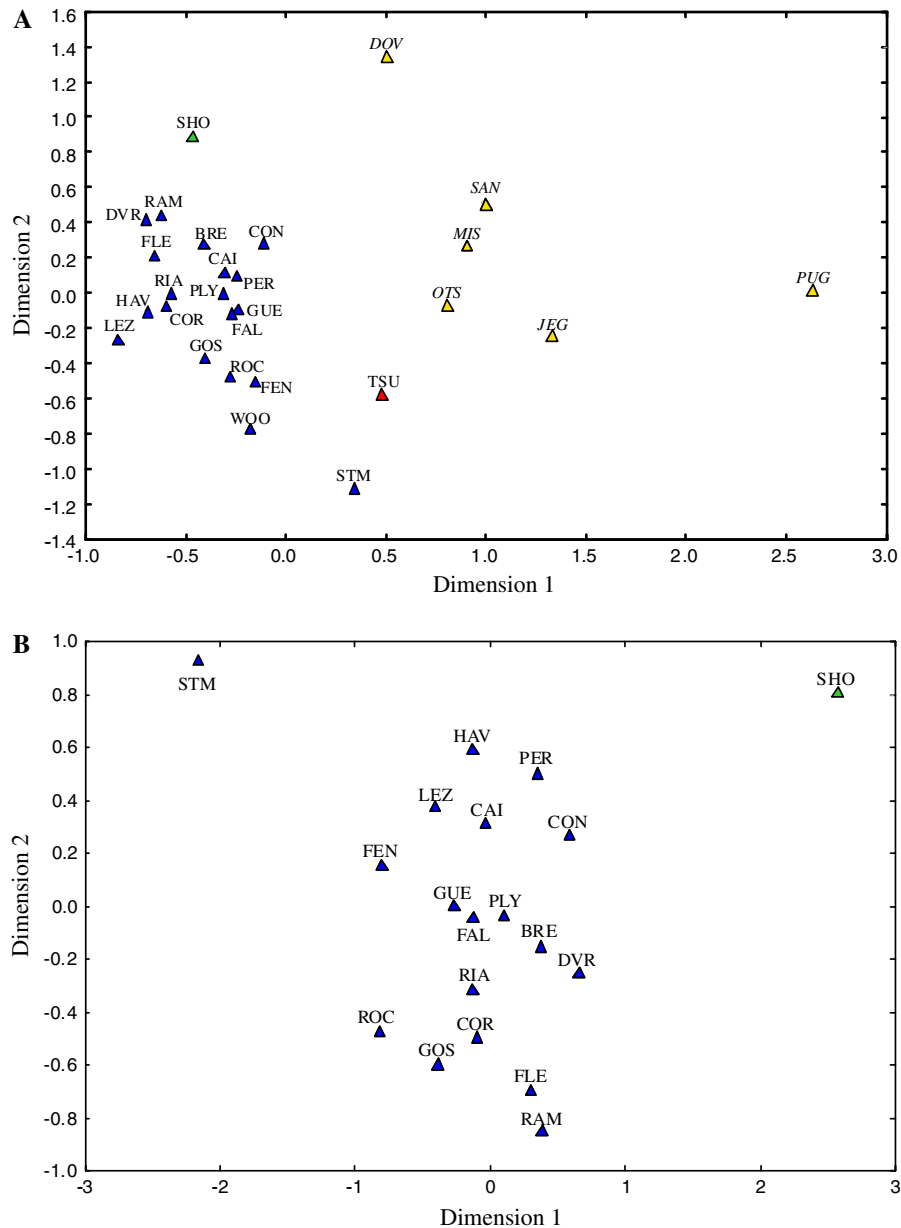 A
1.6
1.4
1.2
1.0
0.8
0.6
0.4
0.2
0.0
-0.2
-0.4
-0.6
-0.8
-1.0
-1.2
-1.4
Dimension 2
DOV
SHO
SAN
RAM
DVR
MIS
BRE
CON
FLE
CAI
PUG
RIA
PLY
PER
OTS
HAV
GUE
COR
FAL
LEZ
JEG
GOS
ROC
TSU
FEN
WOO
STM
-1.0 -0.5 0.0 0.5 1.0 1.5 2.0 2.5 3.0
Dimension 1
B
1.0
0.8
0.6
0.4
0.2
0.0
-0.2
-0.4
-0.6
-0.8
1.0
Dimension 2
STM
SHO
HAV
PER
LEZ
CAI
CON
FEN
GUE
PLY
FAL
BRE
DVR
RIA
ROC
COR
GOS
FLE
RAM
-3 -2 -1 0 1 2 3
Dimension 1